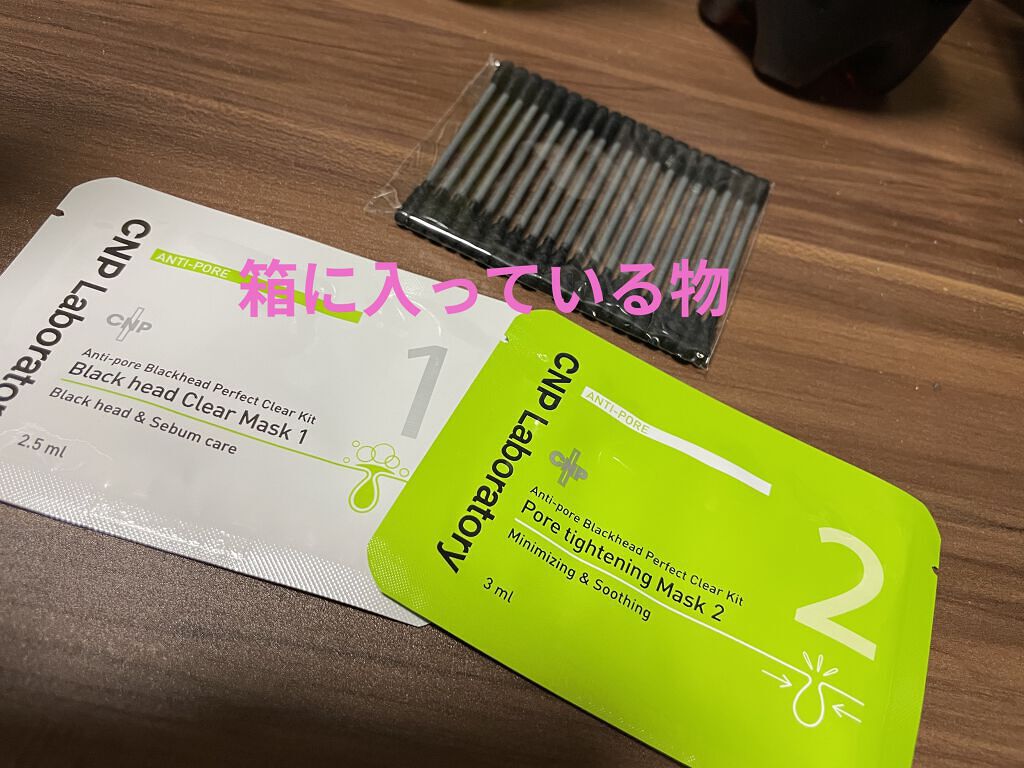 箱に入っている物
CNP Laboratory
ANTI-PORE
CNP
Anti-pore Blackhead Perfect Clear Kit
Black head Clear Mask 1
Black head & Sebum care
2.5 ml
1
CNP Laboratory
ANTI-PORE
CNP
Anti-pore Blackhead Perfect Clear Kit
Pore tightening Mask 2
Minimizing & Soothing
3 ml
2